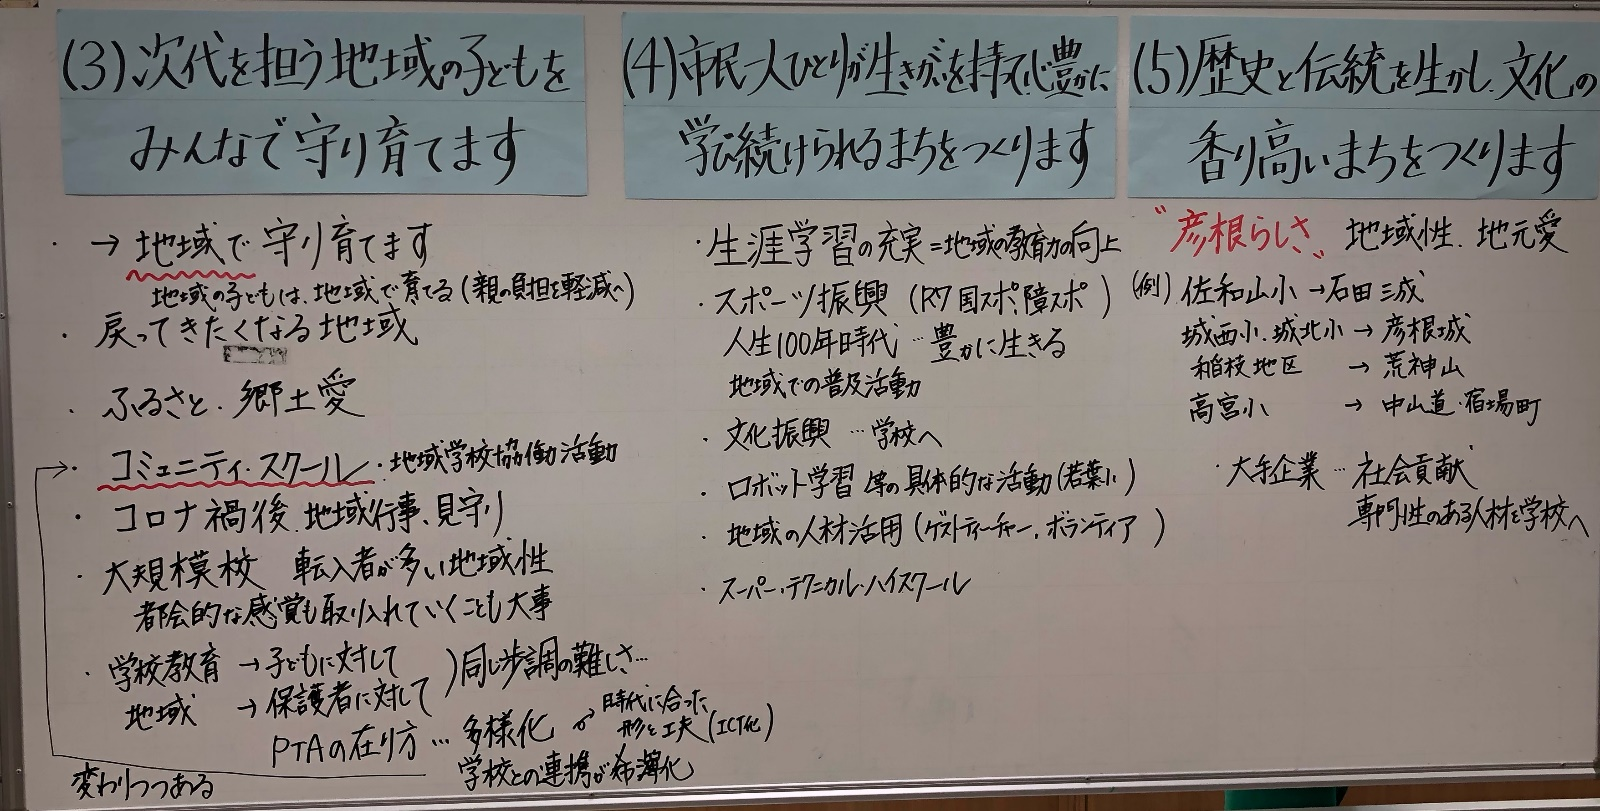 (3)次代を担う地域の子どもを
みんなで守り育てます
・→地域で守り育てます
地域の子どもは、地域で育てる(親の負担を軽減へ)
・戻ってきたくなる地域
・ふるさと・郷土愛
→・コミュニティ・スクール・地域学校協働活動
・コロナ禍後、地域行事、見守り
・大規模校 転入者が多い地域性
都会的な感覚も取り入れていくことも大事
・学校教育→子どもに対して
地域→保護者に対して
)同じ歩調の難しさ…
PTAの在り方…多様化
時代に合った
形を工夫(ICT化)
学校との連携が希薄化
変わりつつある
(4)市民一人ひとりが生きがいを持って心豊かに
学び続けられるまちをつくります
・生涯学習の充実=地域の教育力の向上
・スポーツ振興(R7国スポ、障スポ)
人生100年時代…豊かに生きる
地域での普及活動
・文化振興…学校へ
・ロボット学習 等の具体的な活動(若葉小)
・地域の人材活用(ゲストティーチャー、ボランティア)
・スーパー・テクニカル・ハイスクール
(5)歴史と伝統を生かし、文化の
香り高いまちをつくります
"彦根らしさ" 地域性、地元愛
(例)佐和山小→石田三成
城西小、城北小→彦根城
稲枝地区→荒神山
高宮小→中山道・宿場町
・大手企業…社会貢献
専門性のある人材を学校へ